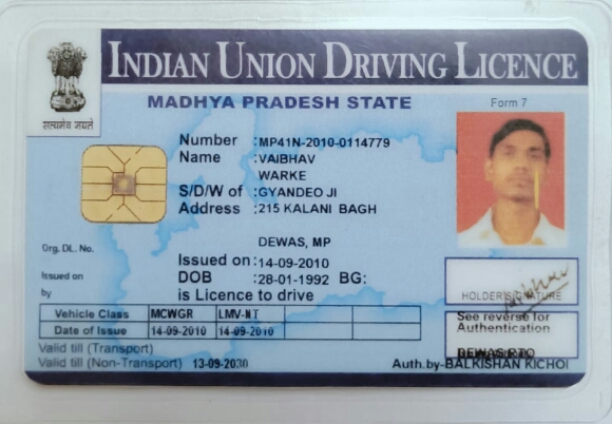 INDIAN UNION DRIVING LICENCE
MADHYA PRADESH STATE
Form 7
सत्यमेव जयते
Number :MP41N-2010-0114779
Name :VAIBHAV
WARKE
S/D/W of :GYANDEO JI
Address :215 KALANI BAGH
DEWAS, MP
Org. DL. No.
Issued on :14-09-2010
Issued on
DOB :28-01-1992 BG:
by
is Licence to drive
HOLDER'S SIGNATURE
Vehicle Class MCWGR LMV-NT
Date of Issue 14-09-2010 14-09-2010
See reverse for
Authentication
Valid till (Transport)
DEWAS RTO
Valid till (Non-Transport) 13-09-2030
Auth.by-BALKISHAN KICHOI